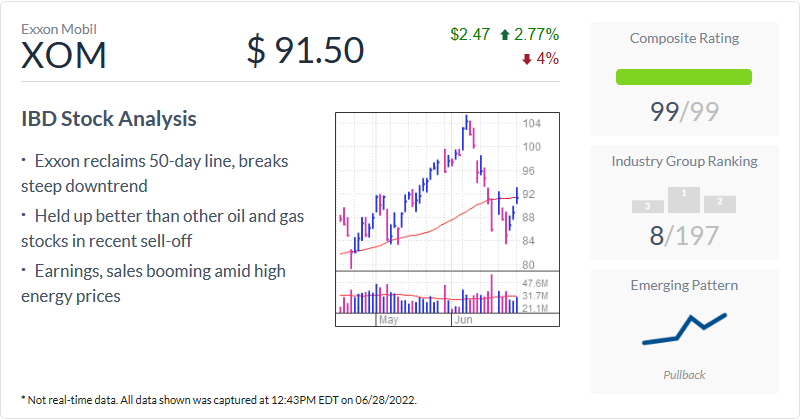 Exxon Mobil
XOM
$ 91.50
$2.47 2.77%
4%
IBD Stock Analysis
· Exxon reclaims 50-day line, breaks
steep downtrend
· Held up better than other oil and gas
stocks in recent sell-off
· Earnings, sales booming amid high
energy prices
104
100
96
92
88
84
80
47.6M
31.7M
21.1M
May
Jun
Composite Rating
99/99
Industry Group Ranking
3
1
2
8/197
Emerging Pattern
Pullback
* Not real-time data. All data shown was captured at 12:43PM EDT on 06/28/2022.